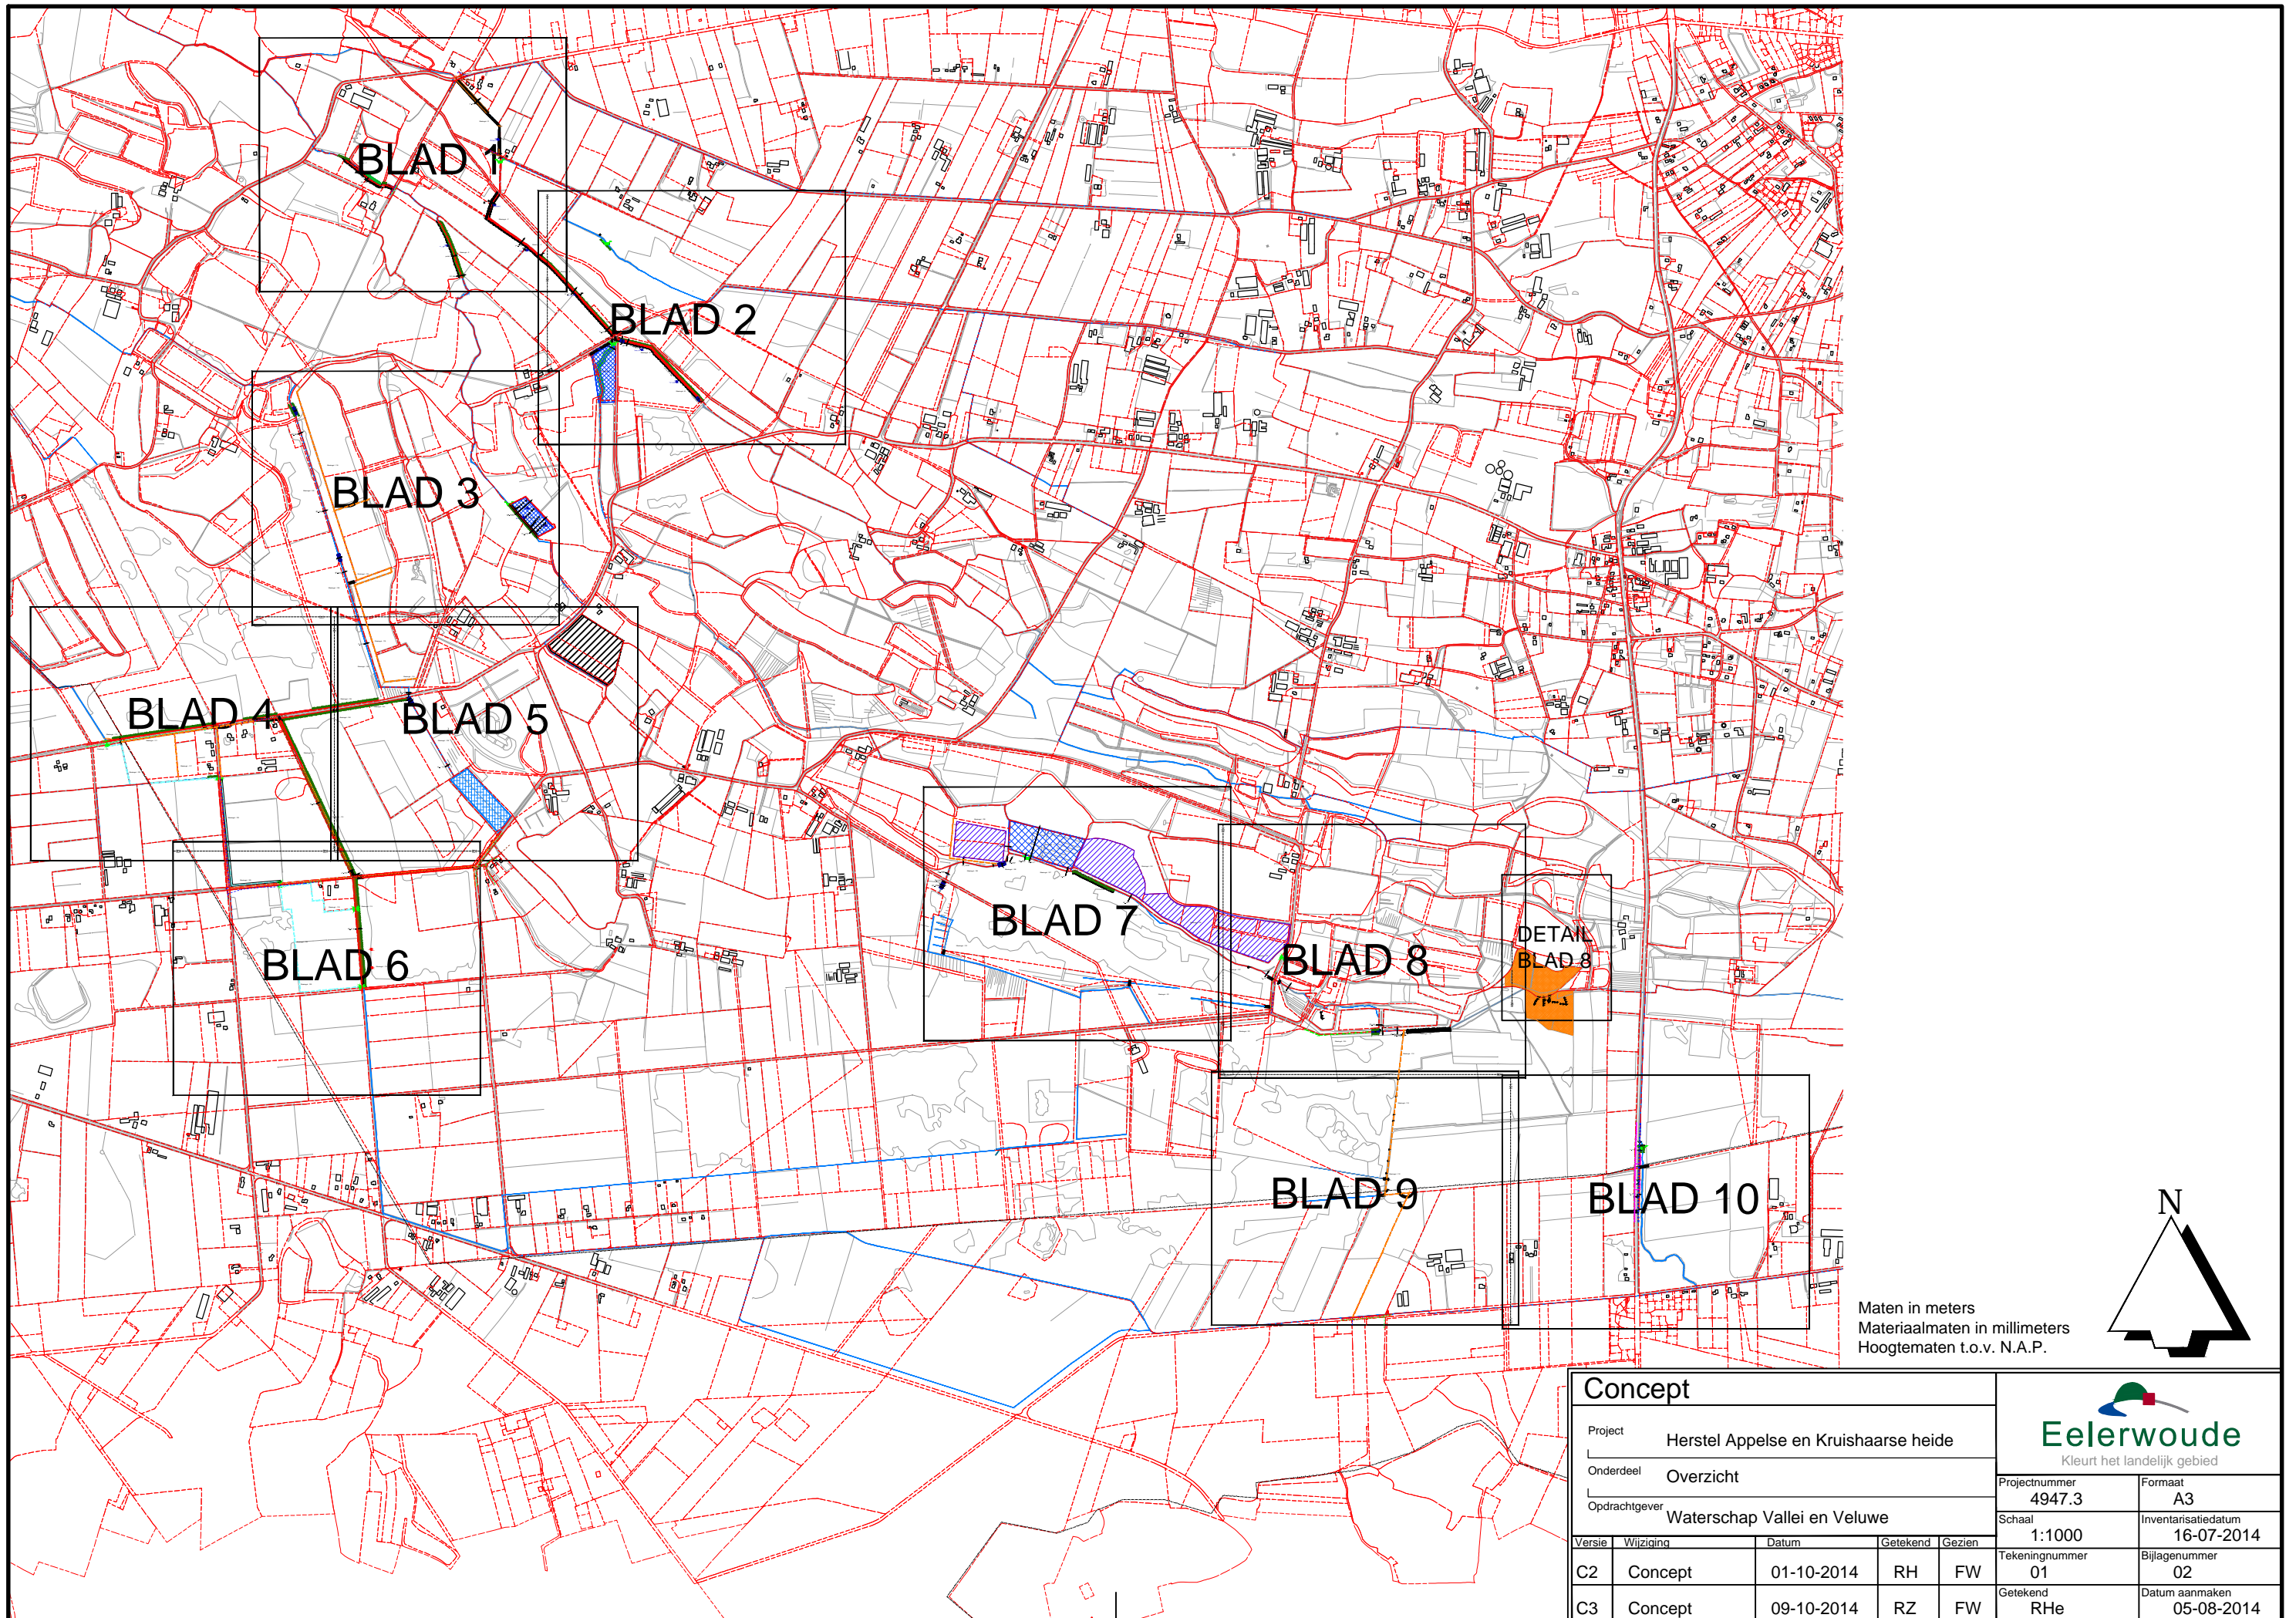 BLAD 1
BLAD 2
BLAD 3
BLAD 4
BLAD 5
BLAD 6
BLAD 7
BLAD 8
DETAIL
BLAD 8
BLAD 9
BLAD 10
N
Maten in meters
Materiaalmaten in millimeters
Hoogtematen t.o.v. N.A.P.
Concept
Project Herstel Appelse en Kruishaarse heide
Onderdeel Overzicht
Opdrachtgever Waterschap Vallei en Veluwe
Versie Wijziging Datum Getekend Gezien
C2 Concept 01-10-2014 RH FW
C3 Concept 09-10-2014 RZ FW
Eelerwoude
Kleurt het landelijk gebied
Projectnummer Formaat
4947.3 A3
Schaal Inventarisatiedatum
1:1000 16-07-2014
Tekeningnummer Bijlagenummer
01 02
Getekend Datum aanmaken
RHe 05-08-2014